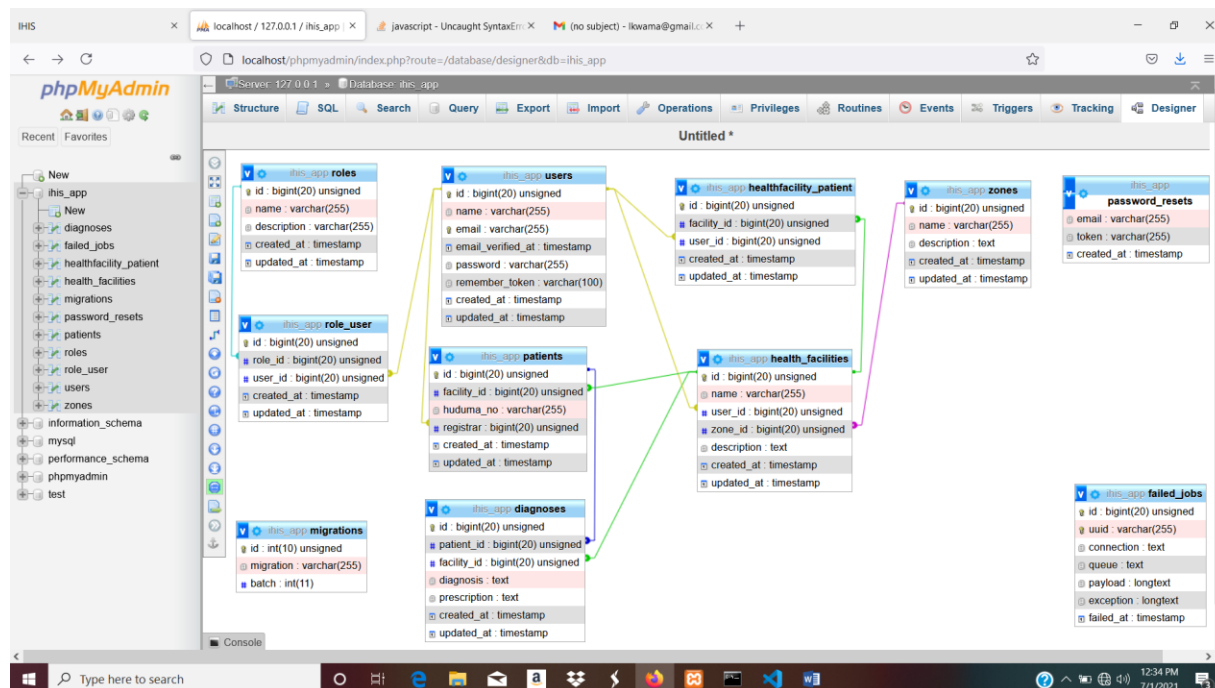 IHIS
localhost / 127.0.0.1 / ihis_app |
javascript - Uncaught SyntaxErro
(no subject) - lkwama@gmail.co
localhost/phpmyadmin/index.php?route=/database/designer&db=ihis_app
phpMyAdmin
Recent Favorites
New
ihis_app
New
diagnoses
failed_jobs
healthfacility_patient
health_facilities
migrations
password_resets
patients
roles
role_user
users
zones
information_schema
mysql
performance_schema
phpmyadmin
test
Server: 127.0.0.1 » Database: ihis_app
Structure SQL Search Query Export Import Operations Privileges Routines Events Triggers Tracking Designer
Untitled *
v ihis_app roles
id : bigint(20) unsigned
name : varchar(255)
description : varchar(255)
created_at : timestamp
updated_at : timestamp
v ihis_app users
id : bigint(20) unsigned
name : varchar(255)
email : varchar(255)
email_verified_at : timestamp
password : varchar(255)
remember_token : varchar(100)
created_at : timestamp
updated_at : timestamp
v ihis_app healthfacility_patient
id : bigint(20) unsigned
facility_id : bigint(20) unsigned
user_id : bigint(20) unsigned
created_at : timestamp
updated_at : timestamp
v ihis_app zones
id : bigint(20) unsigned
name : varchar(255)
description : text
created_at : timestamp
updated_at : timestamp
v ihis_app
password_resets
email : varchar(255)
token : varchar(255)
created_at : timestamp
v ihis_app role_user
id : bigint(20) unsigned
role_id : bigint(20) unsigned
user_id : bigint(20) unsigned
created_at : timestamp
updated_at : timestamp
v ihis_app patients
id : bigint(20) unsigned
facility_id : bigint(20) unsigned
huduma_no : varchar(255)
registrar : bigint(20) unsigned
created_at : timestamp
updated_at : timestamp
v ihis_app health_facilities
id : bigint(20) unsigned
name : varchar(255)
user_id : bigint(20) unsigned
zone_id : bigint(20) unsigned
description : text
created_at : timestamp
updated_at : timestamp
v ihis_app migrations
id : int(10) unsigned
migration : varchar(255)
batch : int(11)
v ihis_app diagnoses
id : bigint(20) unsigned
patient_id : bigint(20) unsigned
facility_id : bigint(20) unsigned
diagnosis : text
prescription : text
created_at : timestamp
updated_at : timestamp
v ihis_app failed_jobs
id : bigint(20) unsigned
uuid : varchar(255)
connection : text
queue : text
payload : longtext
exception : longtext
failed_at : timestamp
Console
Type here to search
12:34 PM
7/1/2021